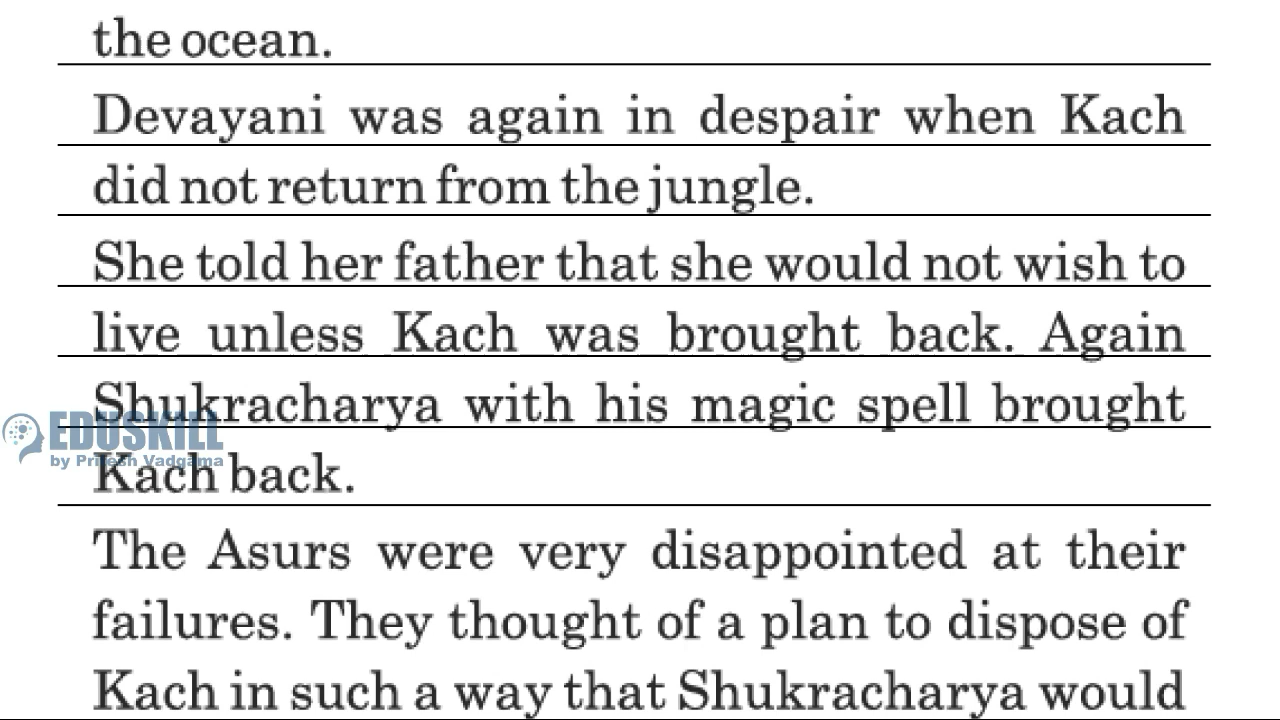 the ocean.
Devayani was again in despair when Kach
did not return from the jungle.
She told her father that she would not wish to
live unless Kach was brought back. Again
Shukracharya with his magic spell brought
EDUSKILL
by Pritesh Vadgama
Kach back.
The Asurs were very disappointed at their
failures. They thought of a plan to dispose of
Kach in such a way that Shukracharya would